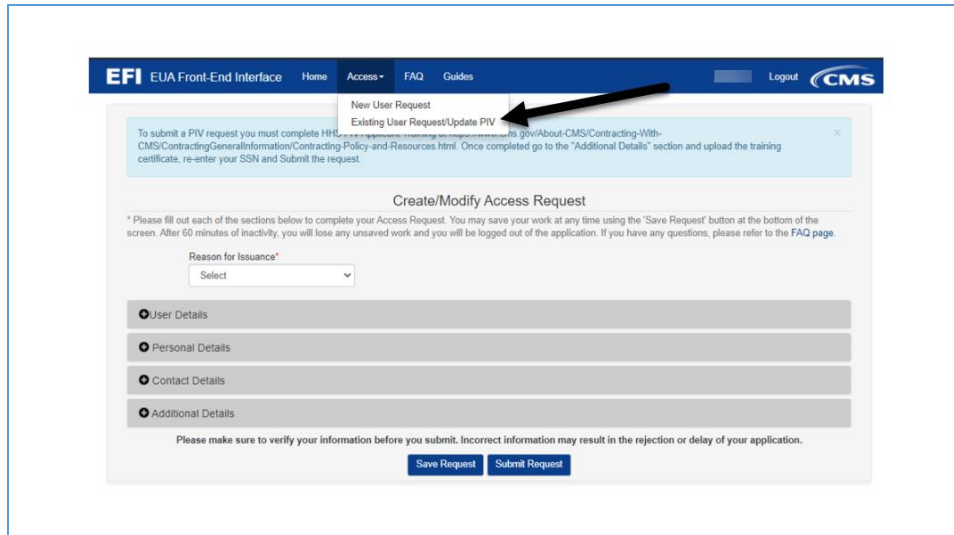 EFI EUA Front-End Interface Home Access FAQ Guides Logout CMS
New User Request
Existing User Request/Update PIV
To submit a PIV request you must complete HHS
gov/About-CMS/Contracting-With-
CMS/ContractingGeneralInformation/Contracting-Policy-and-Resources.html. Once completed go to the "Additional Details" section and upload the training
certificate, re-enter your SSN and Submit the request.
×
Create/Modify Access Request
* Please fill out each of the sections below to complete your Access Request. You may save your work at any time using the 'Save Request' button at the bottom of the
screen. After 60 minutes of inactivity, you will lose any unsaved work and you will be logged out of the application. If you have any questions, please refer to the FAQ page.
Reason for Issuance*
Select
User Details
Personal Details
Contact Details
Additional Details
Please make sure to verify your information before you submit. Incorrect information may result in the rejection or delay of your application.
Save Request Submit Request